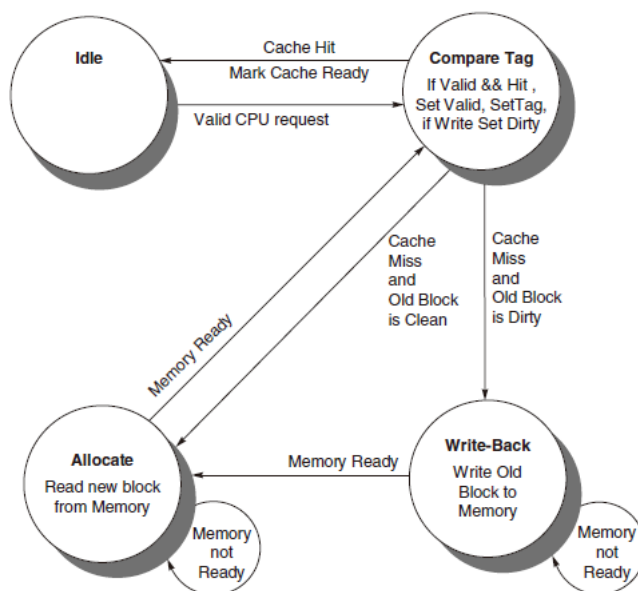 Idle
Cache Hit
Mark Cache Ready
Valid CPU request
Compare Tag
If Valid && Hit ,
Set Valid, SetTag,
if Write Set Dirty
Memory Ready
Cache
Miss
and
Old Block
is Clean
Cache
Miss
and
Old Block
is Dirty
Allocate
Read new block
from Memory
Memory
not
Ready
Memory Ready
Write-Back
Write Old
Block to
Memory
Memory
not
Ready